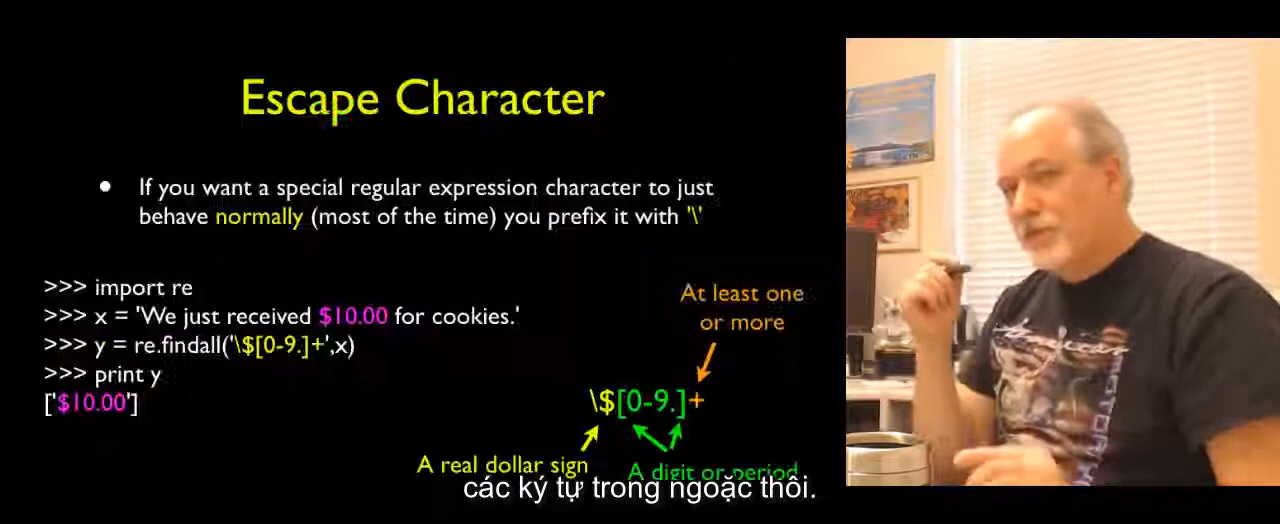 Escape Character
● If you want a special regular expression character to just
behave normally (most of the time) you prefix it with '\'
>>> import re
>>> x = 'We just received $10.00 for cookies.'
>>> y = re.findall('\$[0-9.]+',x)
>>> print y
['$10.00']
At least one
or more
\$[0-9.]+
A real dollar sign
A digit or period
các ký tự trong ngoặc thôi.